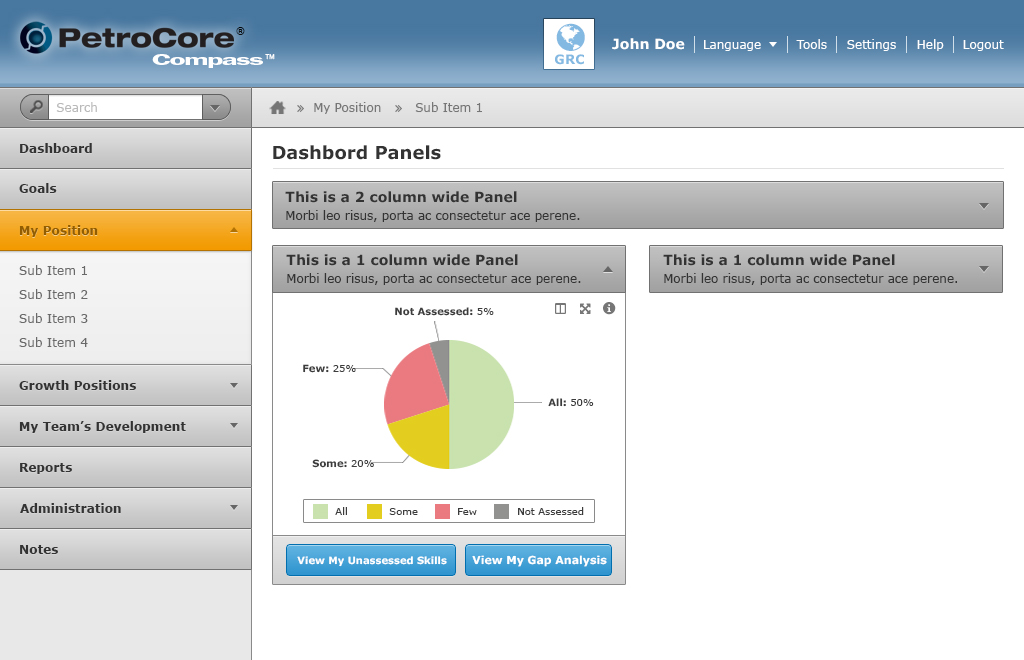 PetroCore®
Compass™
GRC
John Doe Language Tools Settings Help Logout
Search
» My Position » Sub Item 1
Dashboard
Goals
My Position
Sub Item 1
Sub Item 2
Sub Item 3
Sub Item 4
Growth Positions
My Team's Development
Reports
Administration
Notes
Dashbord Panels
This is a 2 column wide Panel
Morbi leo risus, porta ac consectetur ace perene.
This is a 1 column wide Panel
Morbi leo risus, porta ac consectetur ace perene.
Not Assessed: 5%
Few: 25%
All: 50%
Some: 20%
All Some Few Not Assessed
View My Unassessed Skills
View My Gap Analysis
This is a 1 column wide Panel
Morbi leo risus, porta ac consectetur ace perene.